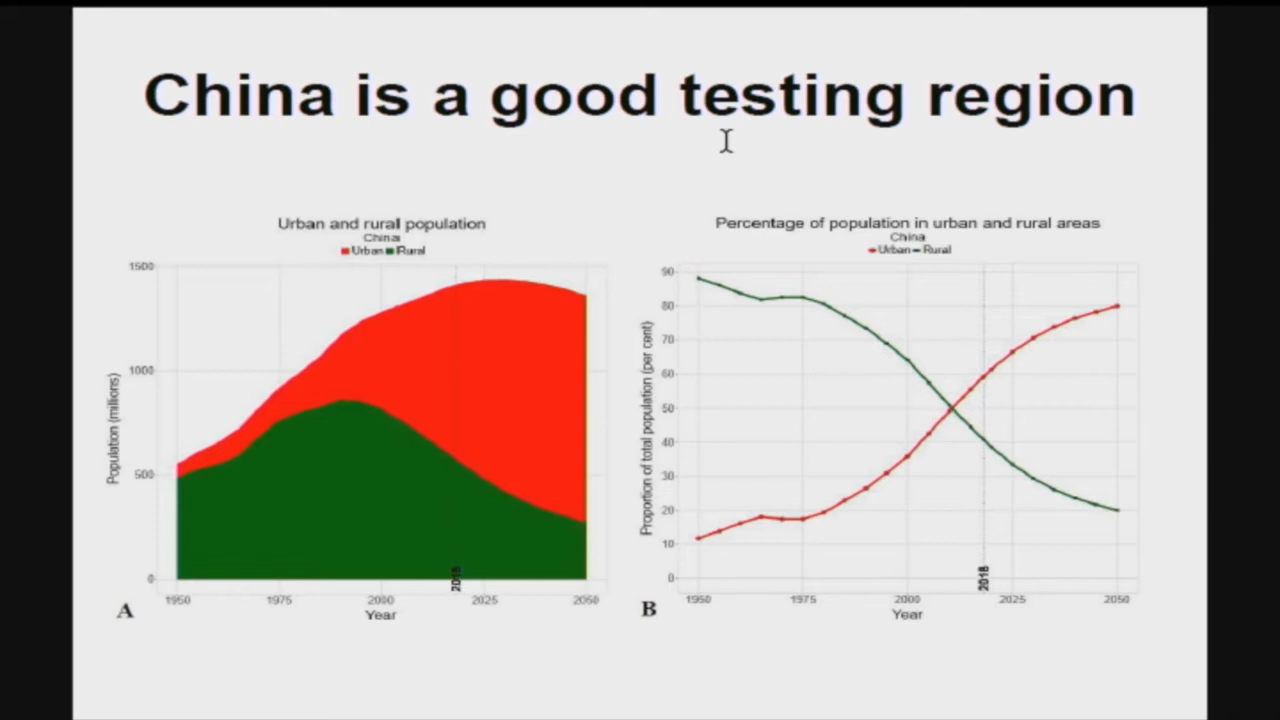 China is a good testing region
Urban and rural population
China
Urban Rural
1500
1000
500
0
Population (millions)
1950 1975 2000 2025 2050
2018
Year
A
Percentage of population in urban and rural areas
China
Urban Rural
90
80
70
60
50
40
30
20
10
0
Proportion of total population (per cent)
1950 1975 2000 2025 2050
2018
Year
B